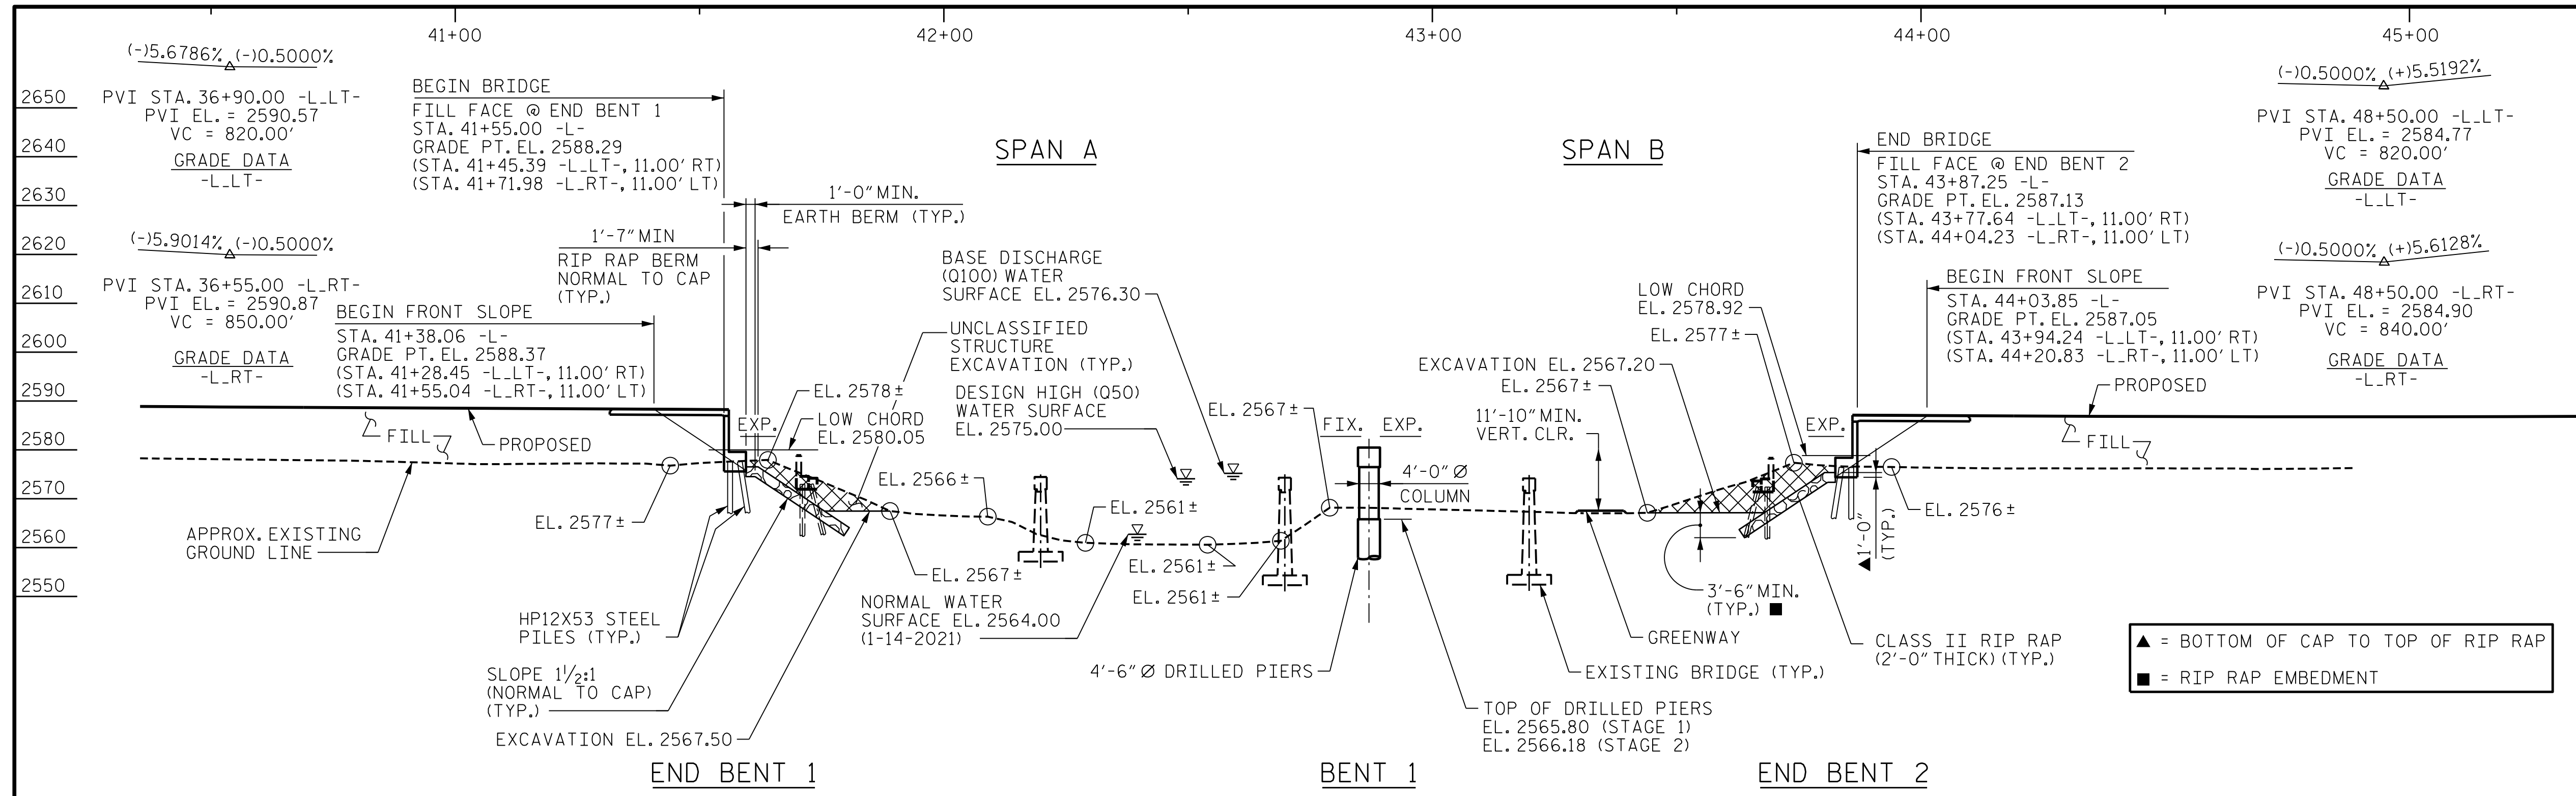 41+00
42+00
43+00
44+00
45+00
(-)5.6786% (-)0.5000%
PVI STA. 36+90.00 -L_LT-
PVI EL. = 2590.57
VC = 820.00'
GRADE DATA
-L_LT-
(-)5.9014% (-)0.5000%
PVI STA. 36+55.00 -L_RT-
PVI EL. = 2590.87
VC = 850.00'
GRADE DATA
-L_RT-
2650
2640
2630
2620
2610
2600
2590
2580
2570
2560
2550
BEGIN BRIDGE
FILL FACE @ END BENT 1
STA. 41+55.00 -L-
GRADE PT. EL. 2588.29
(STA. 41+45.39 -L_LT-, 11.00' RT)
(STA. 41+71.98 -L_RT-, 11.00' LT)
1'-0" MIN.
EARTH BERM (TYP.)
1'-7" MIN
RIP RAP BERM
NORMAL TO CAP
(TYP.)
BEGIN FRONT SLOPE
STA. 41+38.06 -L-
GRADE PT. EL. 2588.37
(STA. 41+28.45 -L_LT-, 11.00' RT)
(STA. 41+55.04 -L_RT-, 11.00' LT)
SPAN A
SPAN B
BASE DISCHARGE
(Q100) WATER
SURFACE EL. 2576.30
UNCLASSIFIED
STRUCTURE
EXCAVATION (TYP.)
DESIGN HIGH (Q50)
WATER SURFACE
EL. 2575.00
EL. 2578±
LOW CHORD
EL. 2580.05
EXP.
FILL
PROPOSED
EL. 2577±
APPROX. EXISTING
GROUND LINE
HP12X53 STEEL
PILES (TYP.)
SLOPE 1 1/2:1
(NORMAL TO CAP)
(TYP.)
EXCAVATION EL. 2567.50
END BENT 1
EL. 2566±
EL. 2567±
EL. 2561±
EL. 2561±
EL. 2561±
NORMAL WATER
SURFACE EL. 2564.00
(1-14-2021)
EL. 2567±
FIX. EXP.
4'-0" Ø
COLUMN
4'-6" Ø DRILLED PIERS
TOP OF DRILLED PIERS
EL. 2565.80 (STAGE 1)
EL. 2566.18 (STAGE 2)
BENT 1
11'-10" MIN.
VERT. CLR.
EXCAVATION EL. 2567.20
EL. 2567±
LOW CHORD
EL. 2578.92
EL. 2577±
EXP.
END BRIDGE
FILL FACE @ END BENT 2
STA. 43+87.25 -L-
GRADE PT. EL. 2587.13
(STA. 43+77.64 -L_LT-, 11.00' RT)
(STA. 44+04.23 -L_RT-, 11.00' LT)
BEGIN FRONT SLOPE
STA. 44+03.85 -L-
GRADE PT. EL. 2587.05
(STA. 43+94.24 -L_LT-, 11.00' RT)
(STA. 44+20.83 -L_RT-, 11.00' LT)
PROPOSED
FILL
EL. 2576±
▲1'-0"
(TYP.)
3'-6" MIN.
(TYP.) ■
GREENWAY
EXISTING BRIDGE (TYP.)
CLASS II RIP RAP
(2'-0" THICK) (TYP.)
END BENT 2
(-)0.5000% (+)5.5192%
PVI STA. 48+50.00 -L_LT-
PVI EL. = 2584.77
VC = 820.00'
GRADE DATA
-L_LT-
(-)0.5000% (+)5.6128%
PVI STA. 48+50.00 -L_RT-
PVI EL. = 2584.90
VC = 840.00'
GRADE DATA
-L_RT-
▲ = BOTTOM OF CAP TO TOP OF RIP RAP
■ = RIP RAP EMBEDMENT